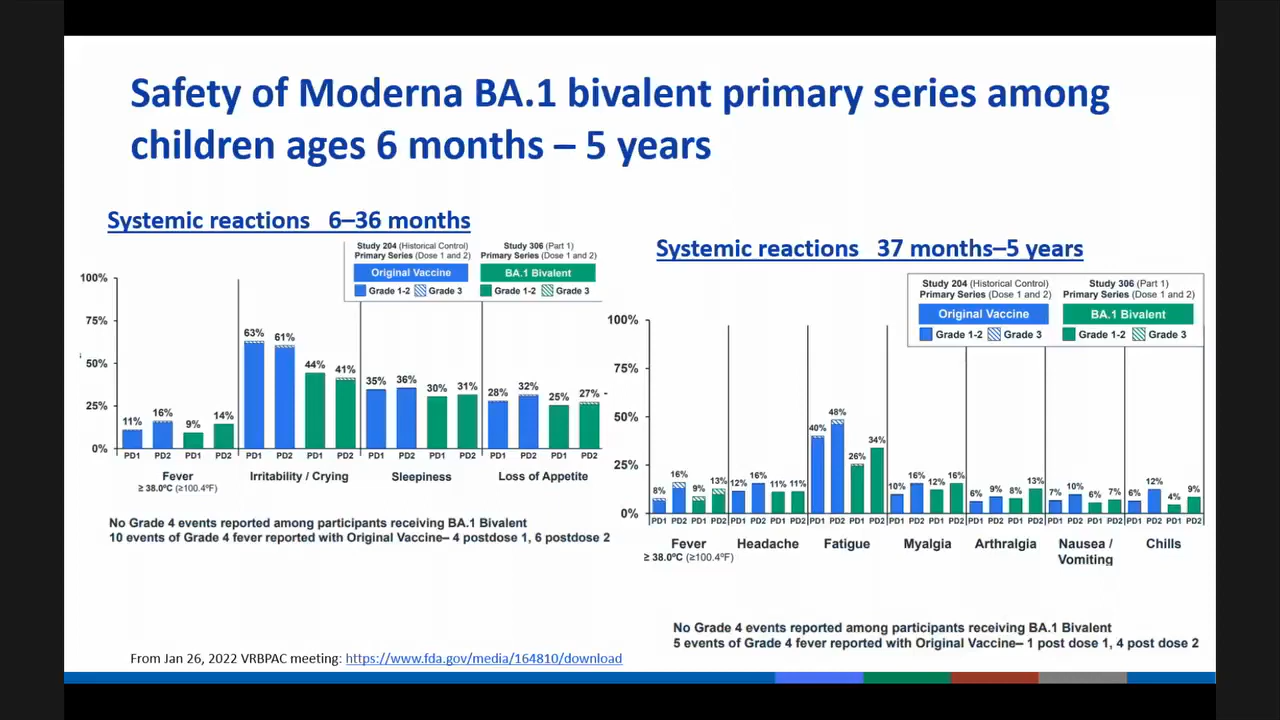 Safety of Moderna BA.1 bivalent primary series among
children ages 6 months – 5 years
Systemic reactions 6–36 months
Study 204 (Historical Control)
Primary Series (Dose 1 and 2)
Study 306 (Part 1)
Primary Series (Dose 1 and 2)
Original Vaccine
BA.1 Bivalent
Grade 1-2 Grade 3
Grade 1-2 Grade 3
100%
75%
50%
25%
0%
11% 16% 9% 14%
63% 61% 44% 41%
35% 36% 30% 31%
28% 32% 25% 27%
PD1 PD2 PD1 PD2 PD1 PD2 PD1 PD2 PD1 PD2 PD1 PD2 PD1 PD2 PD1 PD2
Fever Irritability / Crying Sleepiness Loss of Appetite
≥ 38.0ºC (≥100.4ºF)
No Grade 4 events reported among participants receiving BA.1 Bivalent
10 events of Grade 4 fever reported with Original Vaccine– 4 postdose 1, 6 postdose 2
Systemic reactions 37 months–5 years
Study 204 (Historical Control)
Primary Series (Dose 1 and 2)
Study 306 (Part 1)
Primary Series (Dose 1 and 2)
Original Vaccine
BA.1 Bivalent
Grade 1-2 Grade 3
Grade 1-2 Grade 3
100%
75%
50%
25%
0%
8% 16% 9% 13%
12% 16% 11% 11%
40% 48% 26% 34%
10% 16% 12% 16%
6% 9% 8% 13%
7% 10% 6% 7%
6% 12% 4% 9%
PD1 PD2 PD1 PD2 PD1 PD2 PD1 PD2 PD1 PD2 PD1 PD2 PD1 PD2 PD1 PD2 PD1 PD2 PD1 PD2 PD1 PD2 PD1 PD2 PD1 PD2 PD1 PD2
Fever Headache Fatigue Myalgia Arthralgia Nausea / Chills
≥ 38.0ºC (≥100.4ºF) Vomiting
No Grade 4 events reported among participants receiving BA.1 Bivalent
5 events of Grade 4 fever reported with Original Vaccine– 1 post dose 1, 4 post dose 2
From Jan 26, 2022 VRBPAC meeting: https://www.fda.gov/media/164810/download